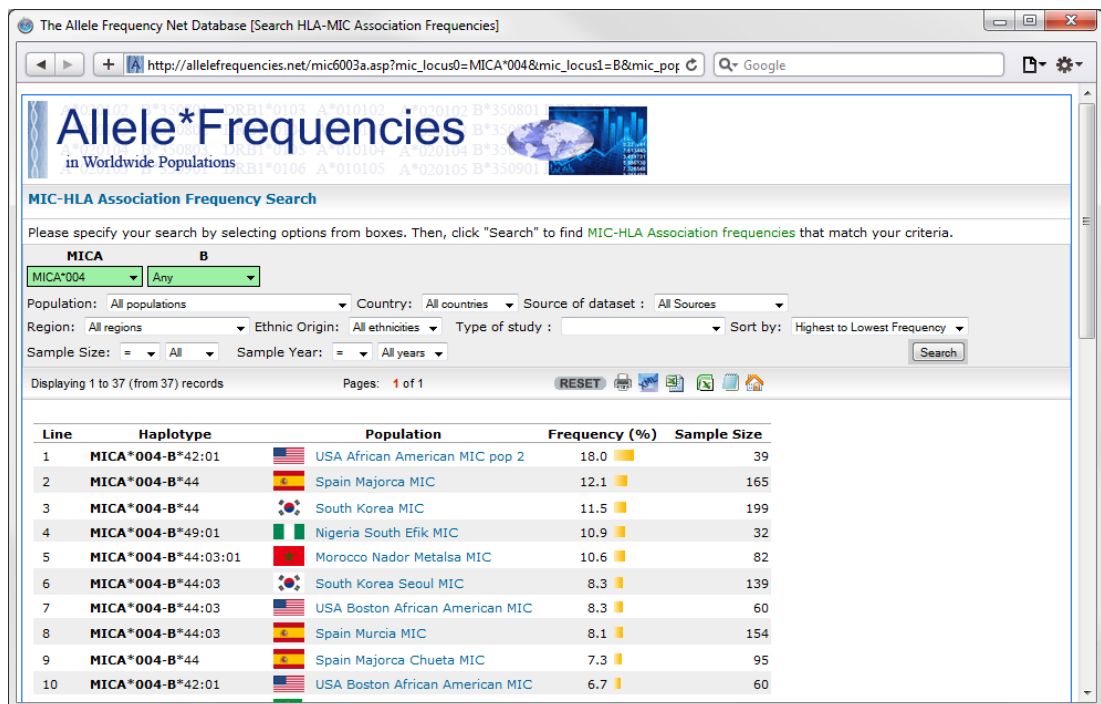 The Allele Frequency Net Database [Search HLA-MIC Association Frequencies]
http://allelefrequencies.net/mic6003a.asp?mic_locus0=MICA*004&mic_locus1=B&mic_pop Google
Allele*Frequencies
in Worldwide Populations
MIC-HLA Association Frequency Search
Please specify your search by selecting options from boxes. Then, click "Search" to find MIC-HLA Association frequencies that match your criteria.
MICA B
MICA*004 Any
Population: All populations Country: All countries Source of dataset : All Sources
Region: All regions Ethnic Origin: All ethnicities Type of study : Sort by: Highest to Lowest Frequency
Sample Size: = All Sample Year: = All years Search
Displaying 1 to 37 (from 37) records Pages: 1 of 1 RESET
Line Haplotype Population Frequency (%) Sample Size
1 MICA*004-B*42:01 USA African American MIC pop 2 18.0 39
2 MICA*004-B*44 Spain Majorca MIC 12.1 165
3 MICA*004-B*44 South Korea MIC 11.5 199
4 MICA*004-B*49:01 Nigeria South Efik MIC 10.9 32
5 MICA*004-B*44:03:01 Morocco Nador Metalsa MIC 10.6 82
6 MICA*004-B*44:03 South Korea Seoul MIC 8.3 139
7 MICA*004-B*44:03 USA Boston African American MIC 8.3 60
8 MICA*004-B*44:03 Spain Murcia MIC 8.1 154
9 MICA*004-B*44 Spain Majorca Chueta MIC 7.3 95
10 MICA*004-B*42:01 USA Boston African American MIC 6.7 60